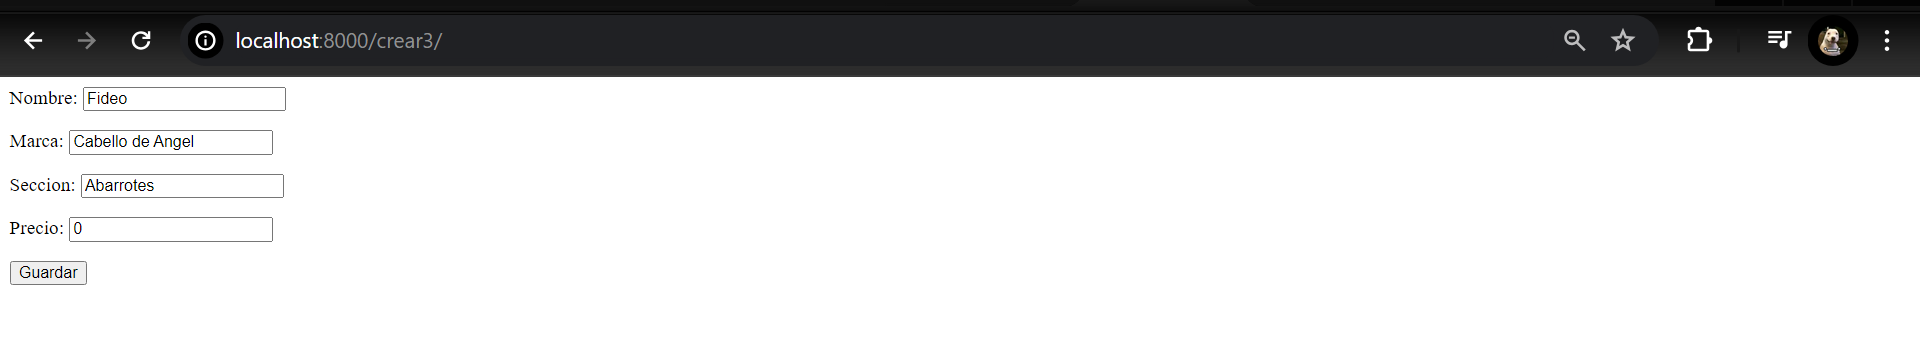 localhost:8000/crear3/
Nombre: Fideo
Marca: Cabello de Angel
Seccion: Abarrotes
Precio: 0
Guardar